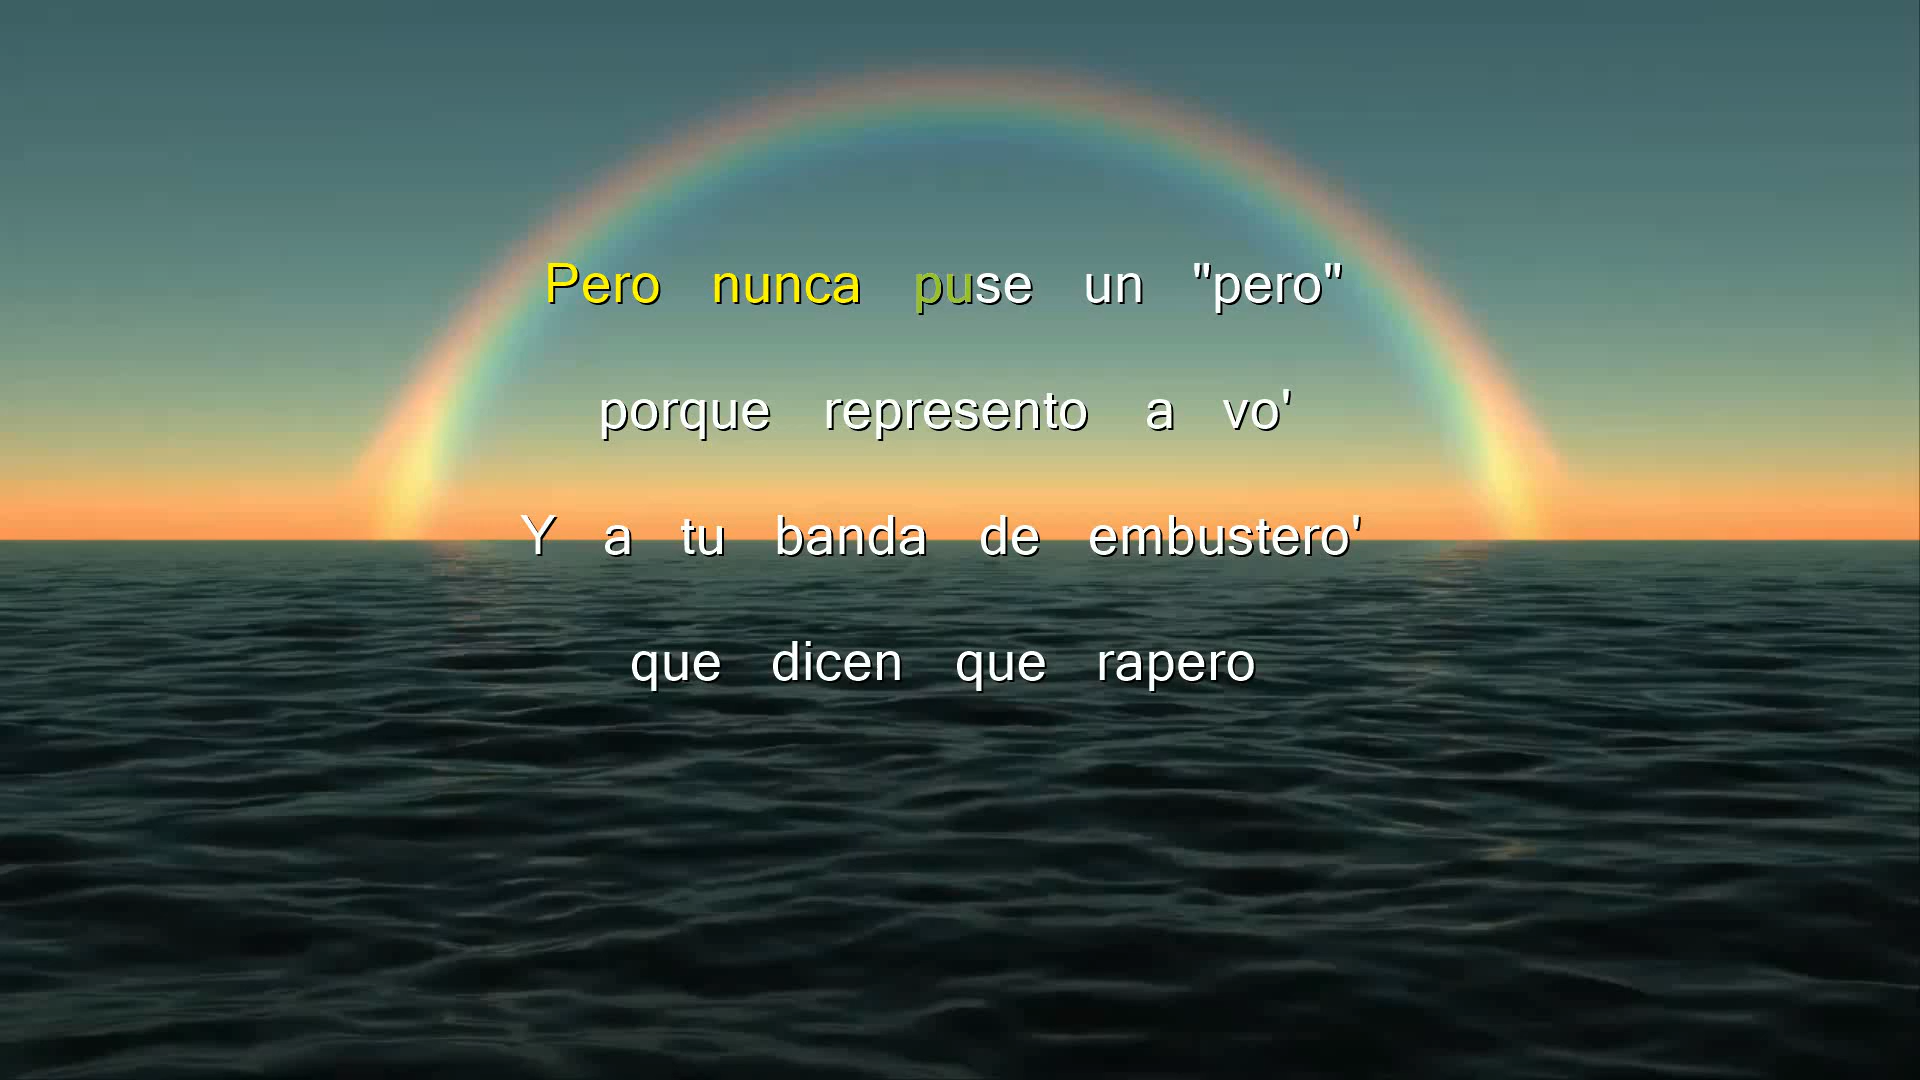 Pero nunca puse un "pero"
porque represento a vo'
Y a tu banda de embustero'
que dicen que rapero